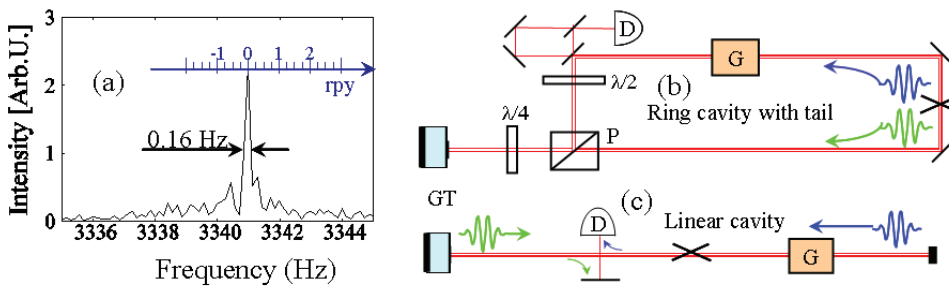 Intensity [Arb.U.]
3
2
1
0
(a)
-1 0 1 2
rpy
0.16 Hz
3336 3338 3340 3342 3344
Frequency (Hz)
D
λ/2
G
(b)
Ring cavity with tail
λ/4
P
GT
(c)
D
Linear cavity
G